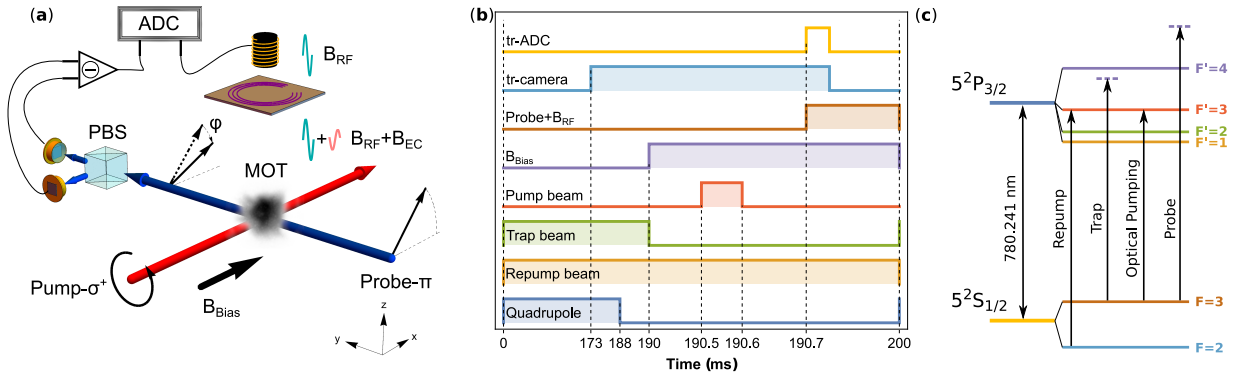 (a)
ADC
B_RF
−
PBS
φ
MOT
+
B_RF+B_EC
Pump-σ⁺
B_Bias
Probe-π
z
y
x
(b)
tr-ADC
tr-camera
Probe+B_RF
B_Bias
Pump beam
Trap beam
Repump beam
Quadrupole
0
173
188
190
190.5
190.6
190.7
200
Time (ms)
(c)
5²P₃/₂
F'=4
F'=3
F'=2
F'=1
780.241 nm
Repump
Trap
Optical Pumping
Probe
5²S₁/₂
F=3
F=2